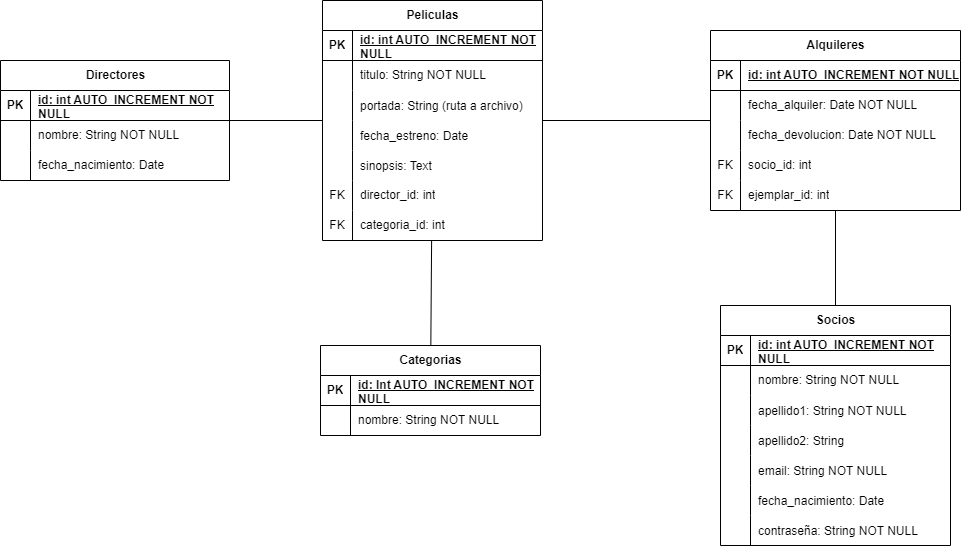 Peliculas
PK
id: int AUTO_INCREMENT NOT
NULL
titulo: String NOT NULL
portada: String (ruta a archivo)
fecha_estreno: Date
sinopsis: Text
FK
director_id: int
FK
categoria_id: int
Alquileres
PK
id: int AUTO_INCREMENT NOT NULL
fecha_alquiler: Date NOT NULL
fecha_devolucion: Date NOT NULL
FK
socio_id: int
FK
ejemplar_id: int
Directores
PK
id: int AUTO_INCREMENT NOT
NULL
nombre: String NOT NULL
fecha_nacimiento: Date
Categorias
PK
id: Int AUTO_INCREMENT NOT
NULL
nombre: String NOT NULL
Socios
PK
id: int AUTO_INCREMENT NOT
NULL
nombre: String NOT NULL
apellido1: String NOT NULL
apellido2: String
email: String NOT NULL
fecha_nacimiento: Date
contraseña: String NOT NULL